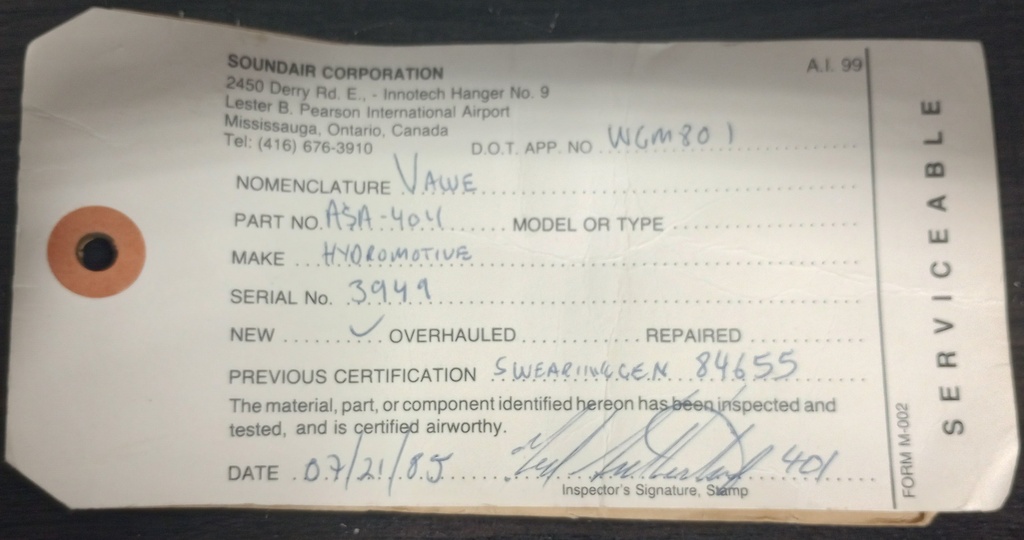 SOUNDAIR CORPORATION
2450 Derry Rd. E., - Innotech Hanger No. 9
Lester B. Pearson International Airport
Mississauga, Ontario, Canada
Tel: (416) 676-3910
A.I. 99
D.O.T. APP. NO WGM801
NOMENCLATURE VALVE
PART NO. MODEL OR TYPE
MAKE HYDROMOTIVE
SERIAL No. 3949
NEW ✓ OVERHAULED REPAIRED
PREVIOUS CERTIFICATION SWEARINGEN 84655
The material, part, or component identified hereon has been inspected and
tested, and is certified airworthy.
DATE 07/21/85 401
Inspector's Signature, Stamp
FORM M-002
SERVICEABLE